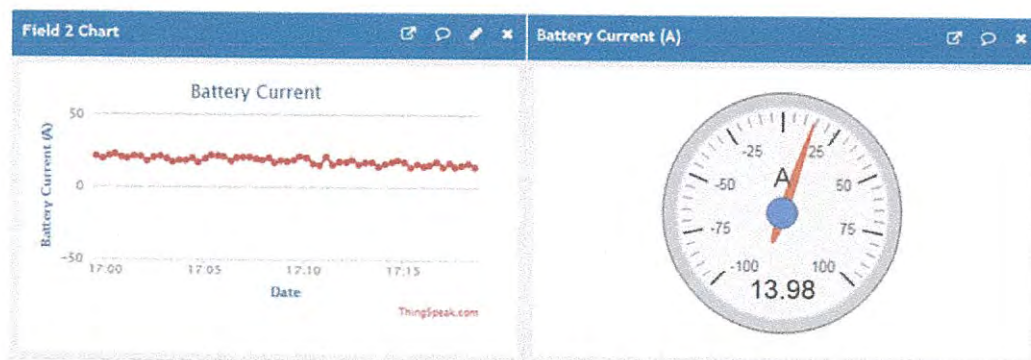 Field 2 Chart
Battery Current
Battery Current (A)
50
0
-50
17:00 17:05 17:10 17:15
Date
ThingSpeak.com
Battery Current (A)
-25 25
A
-50 50
-75 75
-100 100
13.98